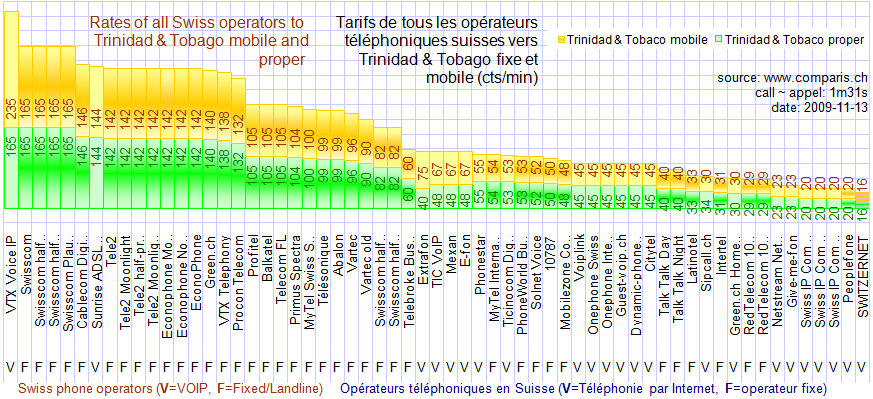 Rates of all Swiss operators to
Trinidad & Tobago mobile and
proper
Tarifs de tous les opérateurs
téléphoniques suisses vers
Trinidad & Tobago fixe et
mobile (cts/min)
Trinidad & Tobaco mobile
Trinidad & Tobaco proper
source: www.comparis.ch
call ~ appel: 1m31s
date: 2009-11-13
235 165 165 165 165 146 144 142 142 142 142 142 142 142 140 138 132 105 105 105 104 100 99 99 96 90 82 82 60 75 67 67 67 55 54 53 53 52 50 48 45 45 45 45 45 45 40 40 33 30 31 30 29 29 23 23 20 20 20 20 16
165 165 165 165 165 146 144 142 142 142 142 142 142 142 140 138 132 105 105 105 104 100 99 99 96 90 82 82 60 40 48 48 48 55 54 53 53 52 50 48 45 45 45 45 45 45 40 40 33 34 31 30 29 29 23 23 20 20 20 20 16
VTX Voice IP
Swisscom
Swisscom half..
Swisscom half..
Swisscom Plau..
Cablecom Dig..
Sunrise ADSL..
Tele2
Tele2 Moonlight
Tele2 half-pr..
Tele2 Moonlig..
Econophone Mo..
Econophone No..
EconoPhone
Green.ch
VTX Telephony
Procon Telecom
Profitel
Balkatel
Telecom FL
Primus Spectra
MyTel Swiss S..
Télésonique
Abalon
Vartec
Vartec old
Swisscom half..
Swisscom half..
Telebroke Bus..
Extrafon
TIC VoIP
Mexan
E-fon
Phonestar
MyTel Interna..
Ticinocom Dig..
PhoneWorld Bu..
Solnet Voice
10787
Mobilezone Co..
Voiplink
Onephone Swiss
Onephone Inte..
Guest-voip.ch
Dynamic-phone..
Citytel
Talk Talk Day
Talk Talk Night
Latinotel
Sipcall.ch
Intertel
Green.ch Home..
RedTelecom 10..
RedTelecom 10..
Netstream Net..
Give-me-fon
Swiss IP Com ..
Swiss IP Com ..
Swiss IP Com ..
Peoplefone
SWITZERNET
V F F F F F V F F F F F F F F F F F F F F F F F F F F F F V V V V V F F F F F F V V V V V V F F F V F F F F V V V V V V V
Swiss phone operators (V=VOIP, F=Fixed/Landline)
Opérateurs téléphoniques en Suisse (V=Téléphonie par Internet, F=operateur fixe)